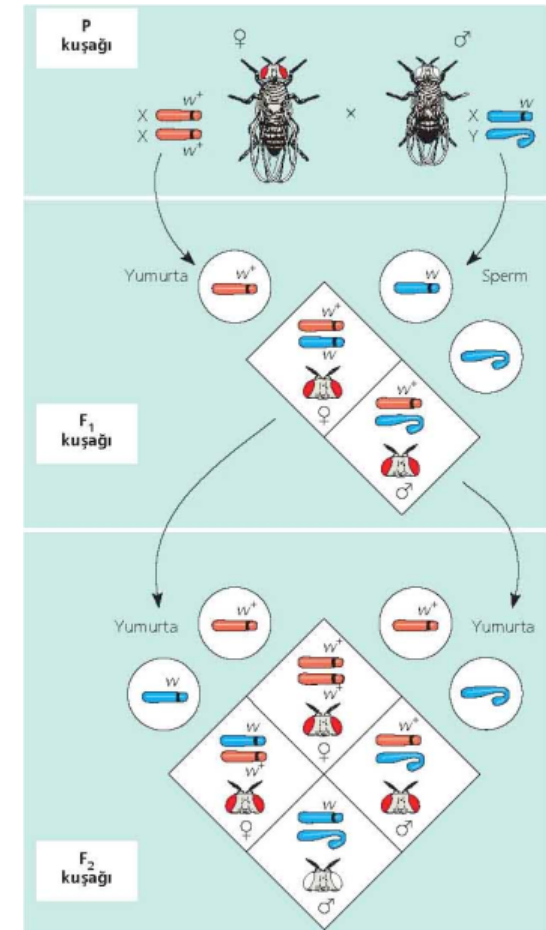 P
kuşağı
♀
♂
w⁺
X
X
w⁺
×
w
X
Y
Yumurta
w⁺
w
Sperm
w⁺
w
♀
w⁺
♂
F₁
kuşağı
Yumurta
w⁺
w⁺
Yumurta
w
w⁺
w⁺
♀
w
w⁺
♀
w⁺
♂
w
♂
F₂
kuşağı